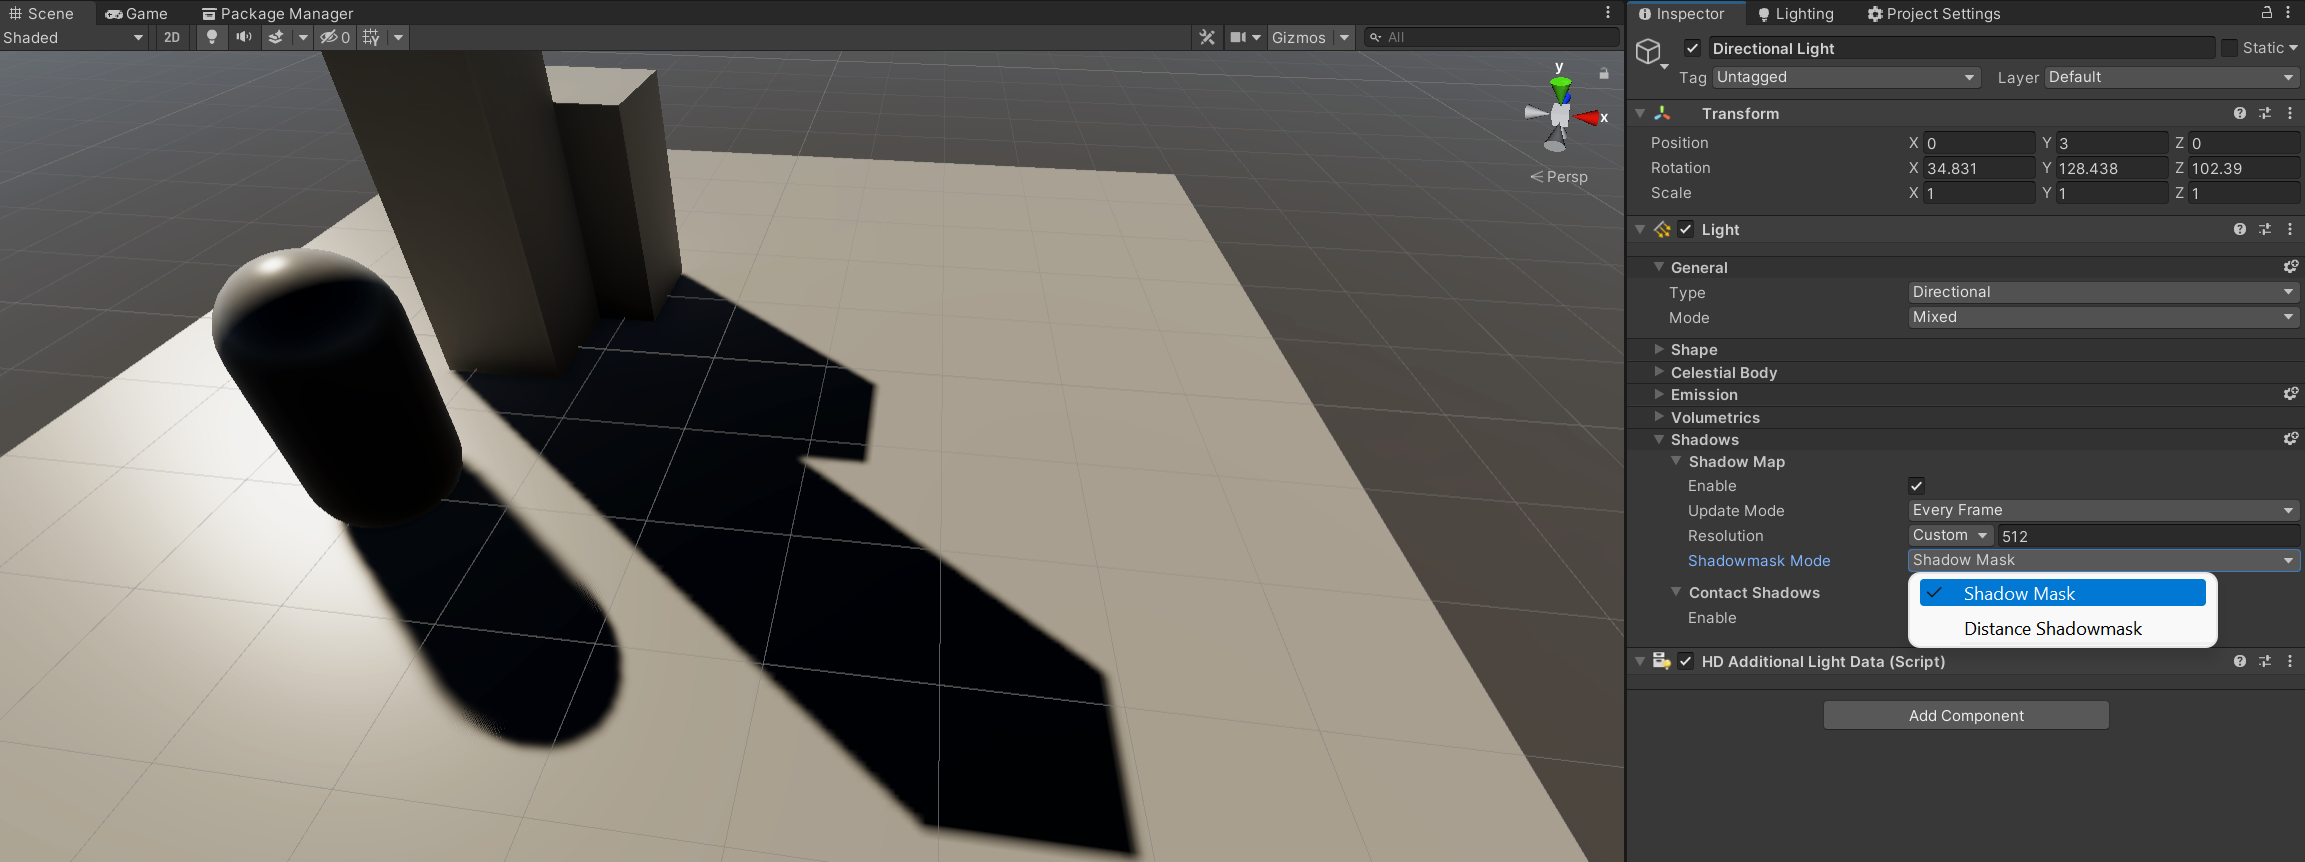 Scene Game Package Manager
Shaded 2D 0 Gizmos All
y
x
Persp
Inspector Lighting Project Settings
Directional Light Static
Tag Untagged Layer Default
Transform
Position X 0 Y 3 Z 0
Rotation X 34.831 Y 128.438 Z 102.39
Scale X 1 Y 1 Z 1
Light
General
Type Directional
Mode Mixed
Shape
Celestial Body
Emission
Volumetrics
Shadows
Shadow Map
Enable
Update Mode Every Frame
Resolution Custom 512
Shadowmask Mode Shadow Mask
Shadow Mask
Distance Shadowmask
Contact Shadows
Enable
HD Additional Light Data (Script)
Add Component